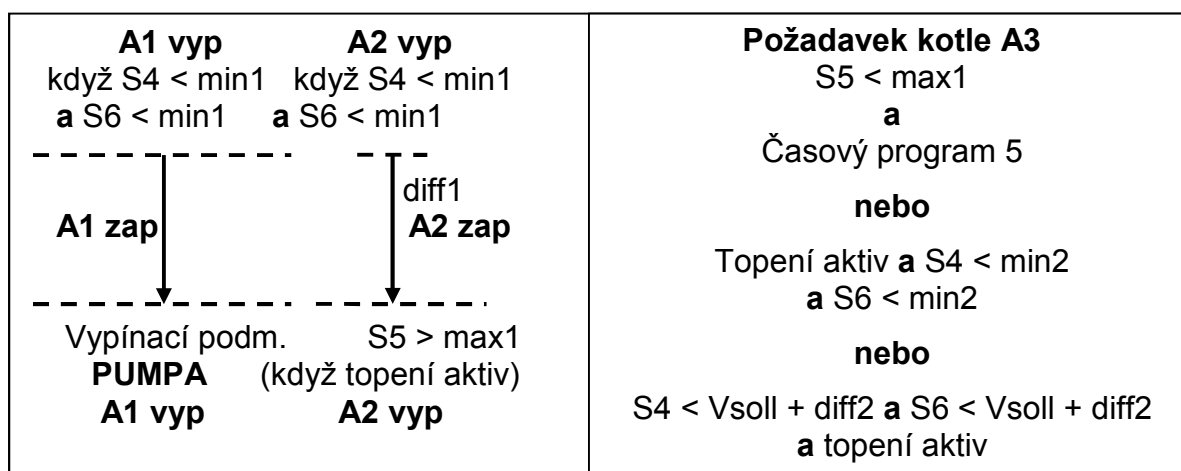 A1 vyp A2 vyp
když S4 < min1 když S4 < min1
a S6 < min1 a S6 < min1
diff1
A1 zap A2 zap
Vypínací podm. S5 > max1
PUMPA (když topení aktiv)
A1 vyp A2 vyp
Požadavek kotle A3
S5 < max1
a
Časový program 5
nebo
Topení aktiv a S4 < min2
a S6 < min2
nebo
S4 < Vsoll + diff2 a S6 < Vsoll + diff2
a topení aktiv